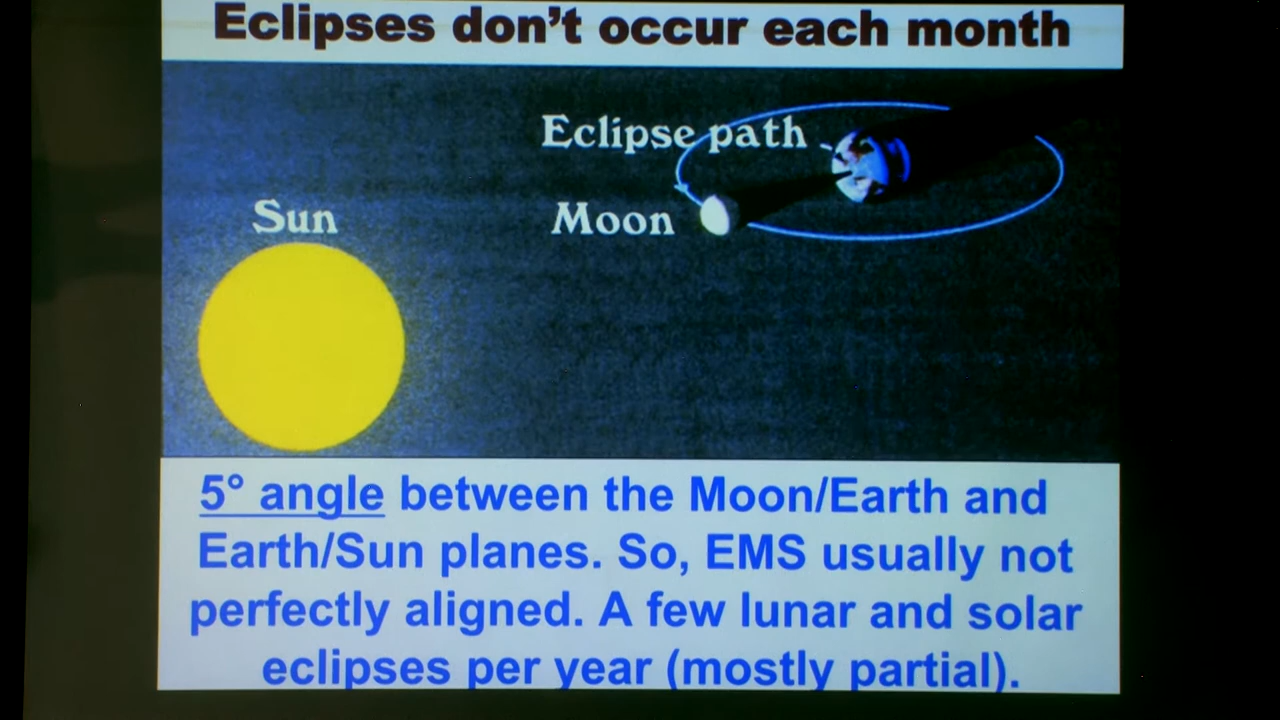 Eclipses don't occur each month
Eclipse path
Moon
Sun
5° angle between the Moon/Earth and
Earth/Sun planes. So, EMS usually not
perfectly aligned. A few lunar and solar
eclipses per year (mostly partial).